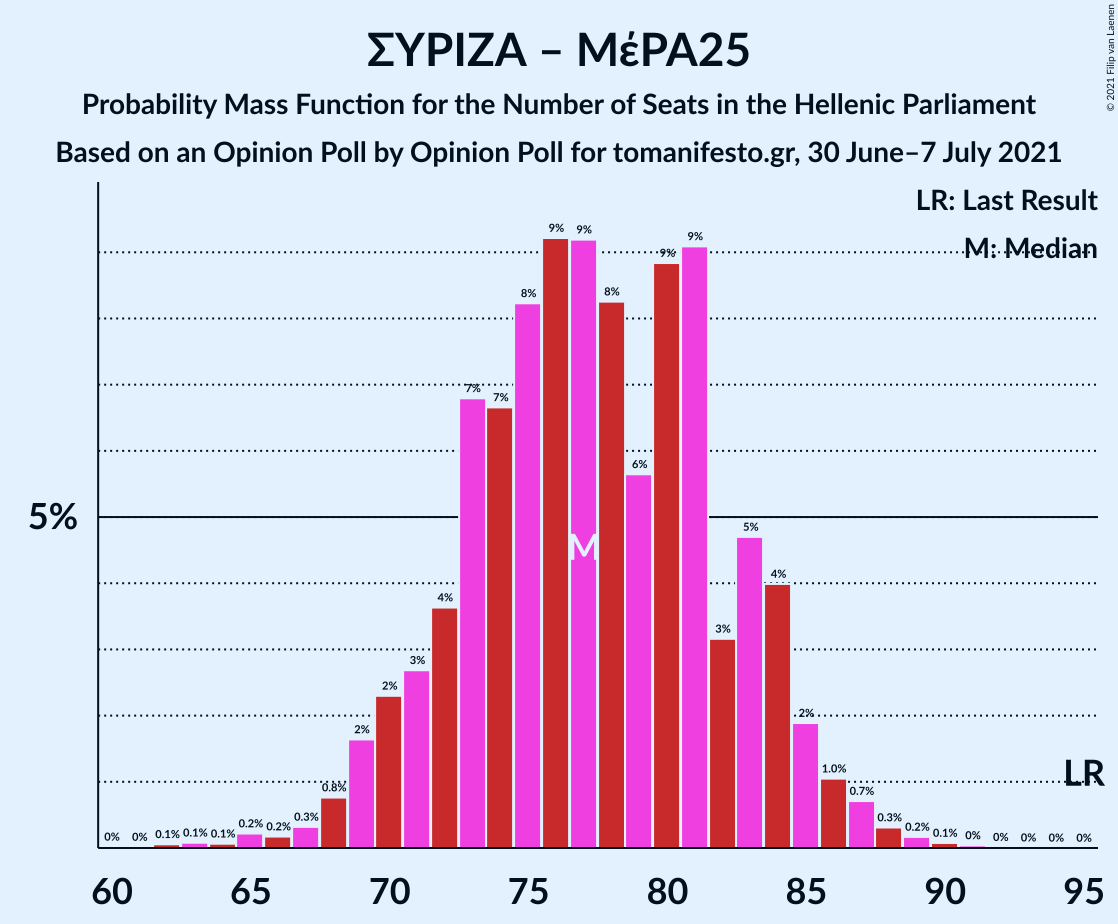 ΣΥΡΙΖΑ – ΜέΡΑ25
Probability Mass Function for the Number of Seats in the Hellenic Parliament
Based on an Opinion Poll by Opinion Poll for tomanifesto.gr, 30 June–7 July 2021
© 2021 Filip van Laenen
LR: Last Result
M: Median
5%
0% 0% 0.1% 0.1% 0.1% 0.2% 0.2% 0.3% 0.8% 2% 2% 3% 4% 7% 7% 8% 9% 9% 8% 6% 9% 9% 3% 5% 4% 2% 1.0% 0.7% 0.3% 0.2% 0.1% 0% 0% 0% 0% 0%
M
LR
60 65 70 75 80 85 90 95